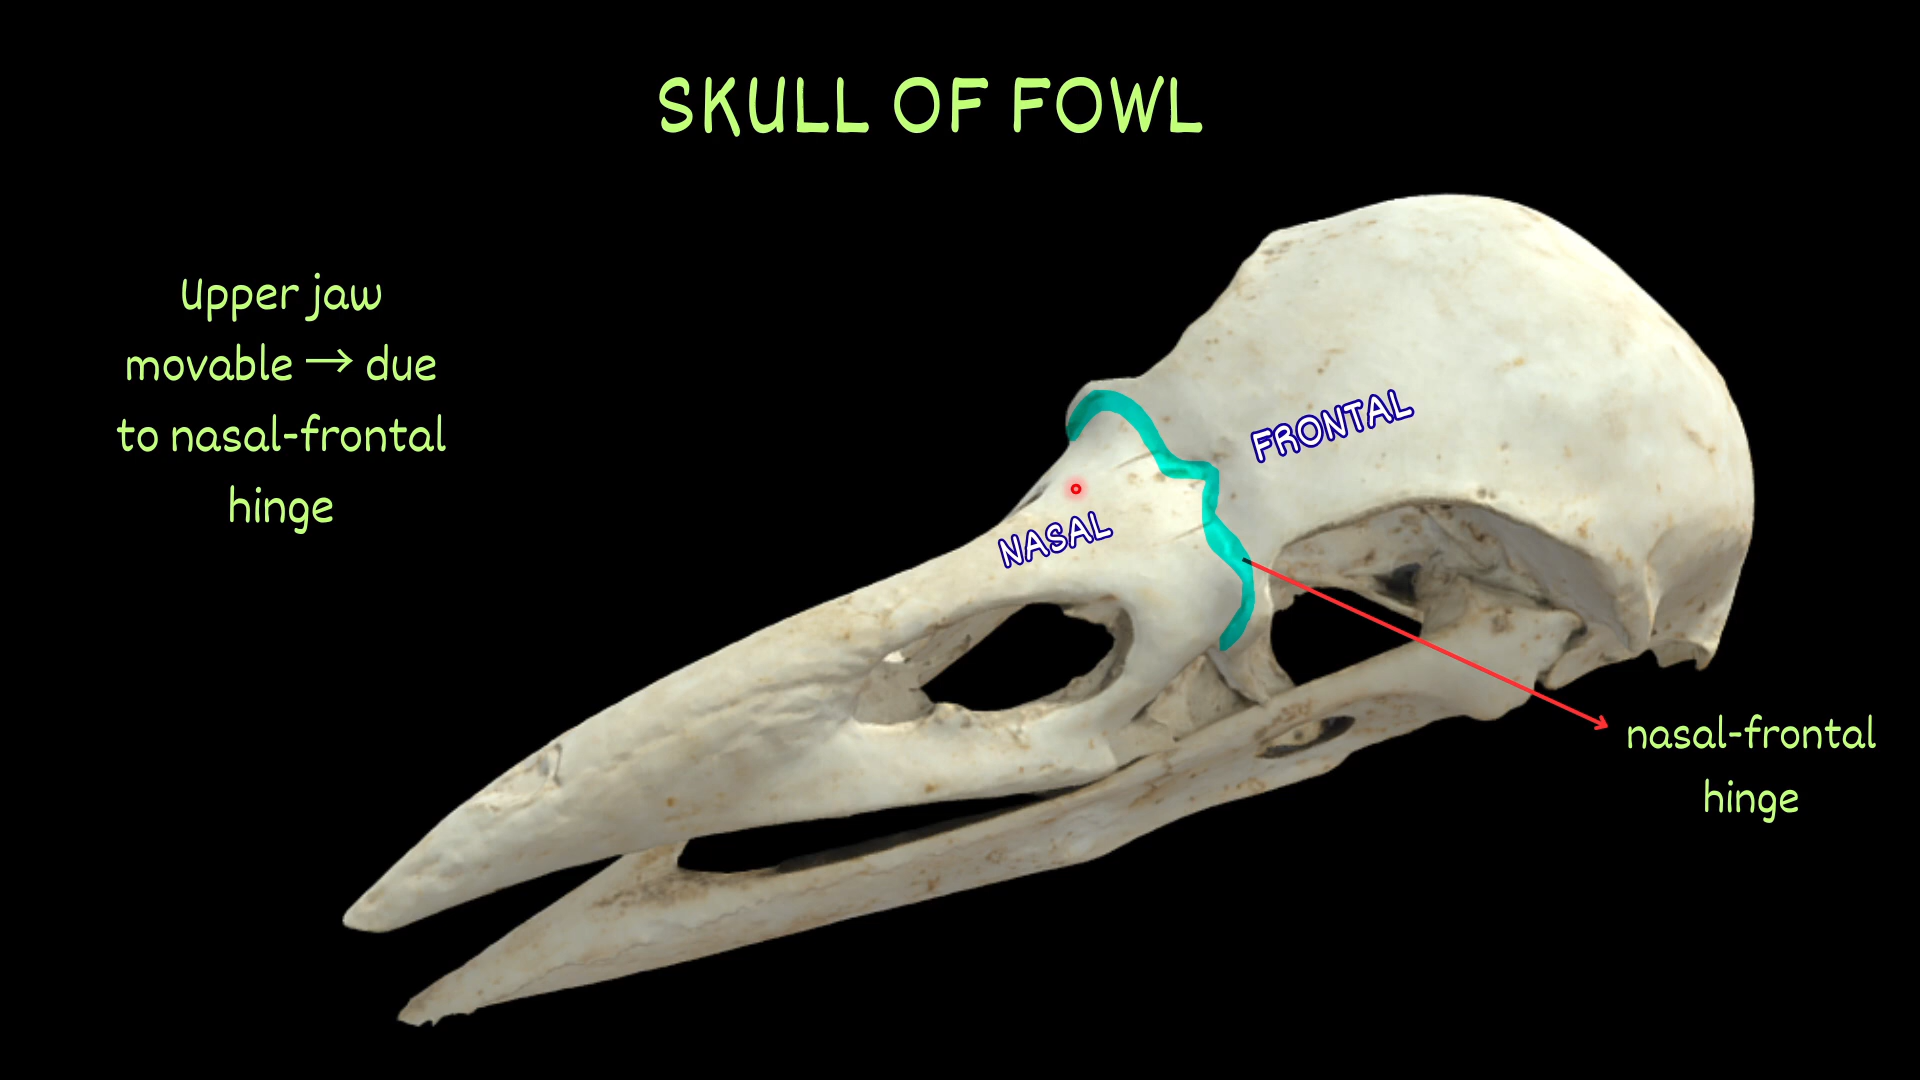 SKULL OF FOWL
Upper jaw
movable → due
to nasal-frontal
hinge
FRONTAL
NASAL
nasal-frontal
hinge